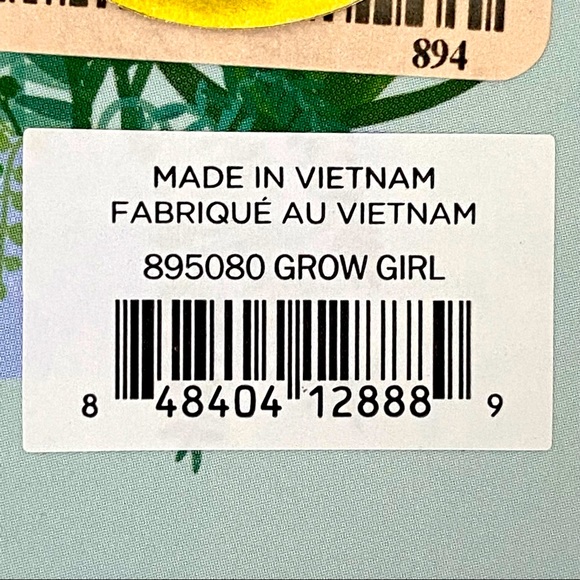 894
MADE IN VIETNAM
FABRIQUÉ AU VIETNAM
895080 GROW GIRL
8 48404 12888 9